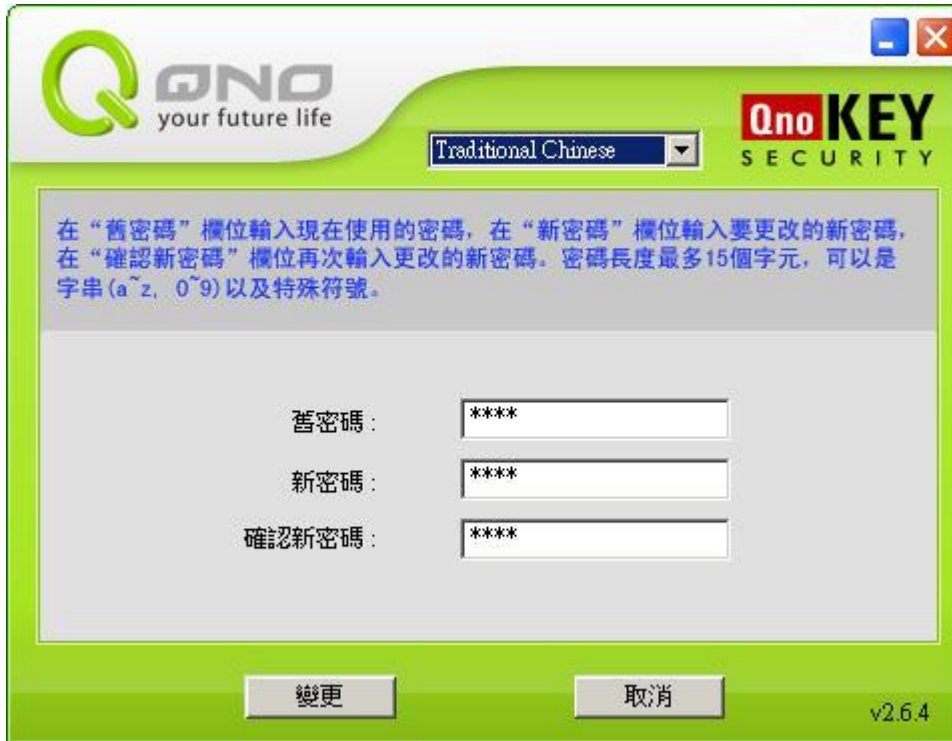 QNO
your future life
Qno KEY
SECURITY
Traditional Chinese
在“舊密碼”欄位輸入現在使用的密碼，在“新密碼”欄位輸入要更改的新密碼，
在“確認新密碼”欄位再次輸入更改的新密碼。密碼長度最多15個字元，可以是
字串(a~z, 0~9)以及特殊符號。
舊密碼： ****
新密碼： ****
確認新密碼： ****
變更
取消
v2.6.4